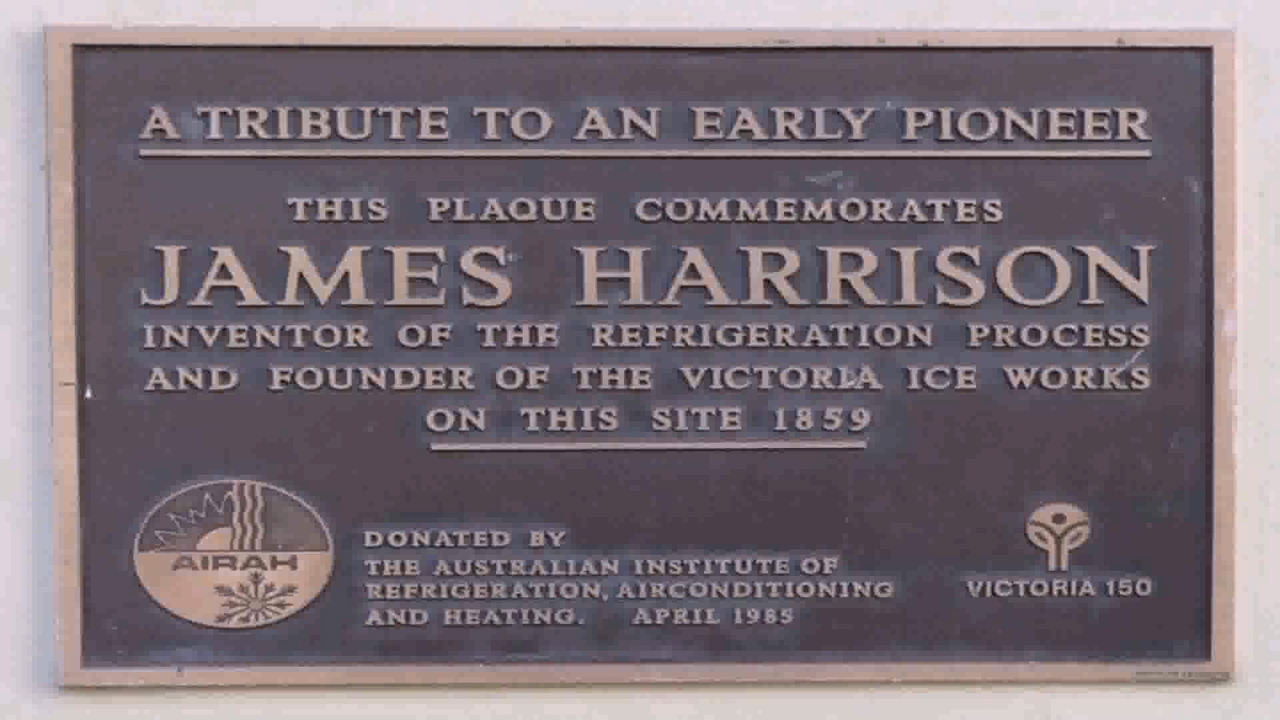 A TRIBUTE TO AN EARLY PIONEER
THIS PLAQUE COMMEMORATES
JAMES HARRISON
INVENTOR OF THE REFRIGERATION PROCESS
AND FOUNDER OF THE VICTORIA ICE WORKS
ON THIS SITE 1859
AIRAH
DONATED BY
THE AUSTRALIAN INSTITUTE OF
REFRIGERATION, AIRCONDITIONING
AND HEATING. APRIL 1985
VICTORIA 150